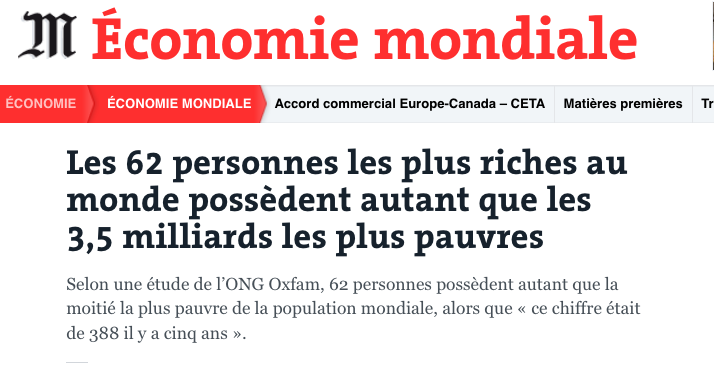 M Économie mondiale
ÉCONOMIE ÉCONOMIE MONDIALE Accord commercial Europe-Canada – CETA Matières premières Tr
Les 62 personnes les plus riches au
monde possèdent autant que les
3,5 milliards les plus pauvres
Selon une étude de l’ONG Oxfam, 62 personnes possèdent autant que la
moitié la plus pauvre de la population mondiale, alors que « ce chiffre était
de 388 il y a cinq ans ».